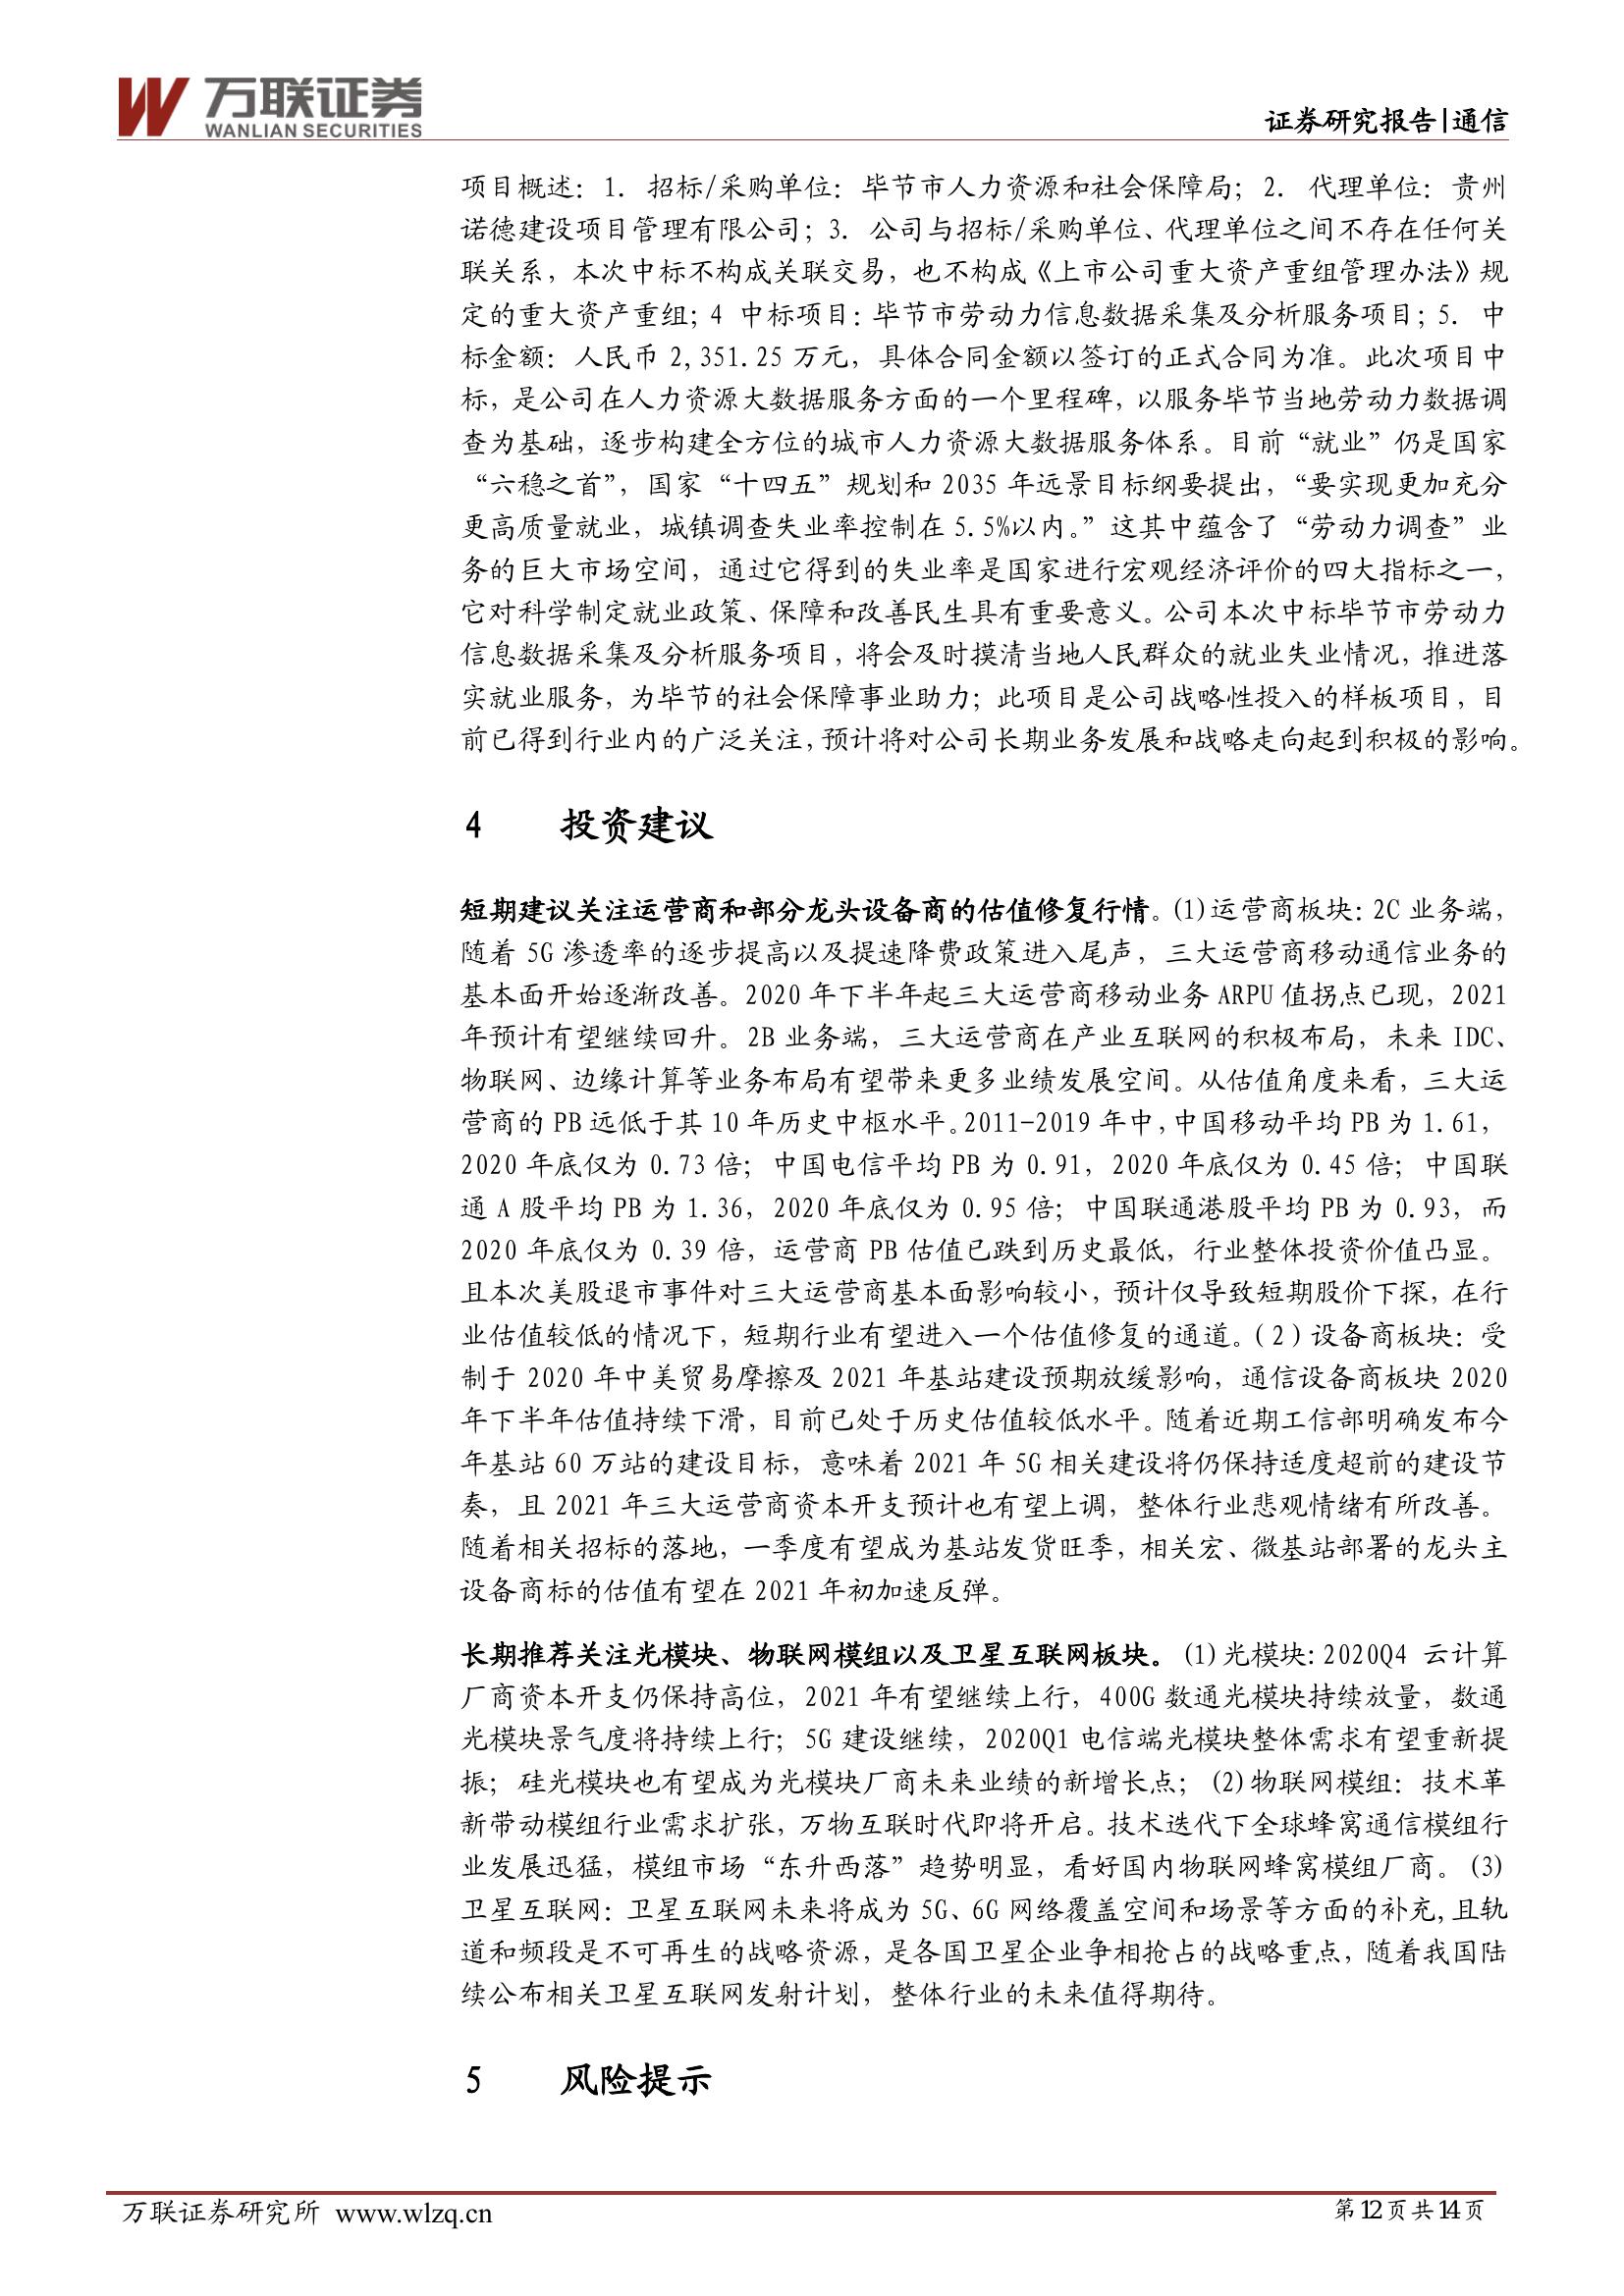 万联证券
WANLIAN SECURITIES
证券研究报告|通信
项目概述：1. 招标/采购单位：毕节市人力资源和社会保障局；2. 代理单位：贵州
诺德建设项目管理有限公司；3. 公司与招标/采购单位、代理单位之间不存在任何关
联关系，本次中标不构成关联交易，也不构成《上市公司重大资产重组管理办法》规
定的重大资产重组；4 中标项目：毕节市劳动力信息数据采集及分析服务项目；5. 中
标金额：人民币 2,351.25 万元，具体合同金额以签订的正式合同为准。此次项目中
标，是公司在人力资源大数据服务方面的一个里程碑，以服务毕节当地劳动力数据调
查为基础，逐步构建全方位的城市人力资源大数据服务体系。目前“就业”仍是国家
“六稳之首”，国家“十四五”规划和 2035 年远景目标纲要提出，“要实现更加充分
更高质量就业，城镇调查失业率控制在 5.5%以内。”这其中蕴含了“劳动力调查”业
务的巨大市场空间，通过它得到的失业率是国家进行宏观经济评价的四大指标之一，
它对科学制定就业政策、保障和改善民生具有重要意义。公司本次中标毕节市劳动力
信息数据采集及分析服务项目，将会及时摸清当地人民群众的就业失业情况，推进落
实就业服务，为毕节的社会保障事业助力；此项目是公司战略性投入的样板项目，目
前已得到行业内的广泛关注，预计将对公司长期业务发展和战略走向起到积极的影响。
4 投资建议
短期建议关注运营商和部分龙头设备商的估值修复行情。(1)运营商板块：2C 业务端，
随着 5G 渗透率的逐步提高以及提速降费政策进入尾声，三大运营商移动通信业务的
基本面开始逐渐改善。2020 年下半年起三大运营商移动业务 ARPU 值拐点已现，2021
年预计有望继续回升。2B 业务端，三大运营商在产业互联网的积极布局，未来 IDC、
物联网、边缘计算等业务布局有望带来更多业绩发展空间。从估值角度来看，三大运
营商的 PB 远低于其 10 年历史中枢水平。2011-2019 年中，中国移动平均 PB 为 1.61，
2020 年底仅为 0.73 倍；中国电信平均 PB 为 0.91，2020 年底仅为 0.45 倍；中国联
通 A 股平均 PB 为 1.36，2020 年底仅为 0.95 倍；中国联通港股平均 PB 为 0.93，而
2020 年底仅为 0.39 倍，运营商 PB 估值已跌到历史最低，行业整体投资价值凸显。
且本次美股退市事件对三大运营商基本面影响较小，预计仅导致短期股价下探，在行
业估值较低的情况下，短期行业有望进入一个估值修复的通道。（2）设备商板块：受
制于 2020 年中美贸易摩擦及 2021 年基站建设预期放缓影响，通信设备商板块 2020
年下半年估值持续下滑，目前已处于历史估值较低水平。随着近期工信部明确发布今
年基站 60 万站的建设目标，意味着 2021 年 5G 相关建设将仍保持适度超前的建设节
奏，且 2021 年三大运营商资本开支预计也有望上调，整体行业悲观情绪有所改善。
随着相关招标的落地，一季度有望成为基站发货旺季，相关宏、微基站部署的龙头主
设备商标的估值有望在 2021 年初加速反弹。
长期推荐关注光模块、物联网模组以及卫星互联网板块。(1)光模块：2020Q4 云计算
厂商资本开支仍保持高位，2021 年有望继续上行，400G 数通光模块持续放量，数通
光模块景气度将持续上行；5G 建设继续，2020Q1 电信端光模块整体需求有望重新提
振；硅光模块也有望成为光模块厂商未来业绩的新增长点；(2)物联网模组：技术革
新带动模组行业需求扩张，万物互联时代即将开启。技术迭代下全球蜂窝通信模组行
业发展迅猛，模组市场“东升西落”趋势明显，看好国内物联网蜂窝模组厂商。(3)
卫星互联网：卫星互联网未来将成为 5G、6G 网络覆盖空间和场景等方面的补充，且轨
道和频段是不可再生的战略资源，是各国卫星企业争相抢占的战略重点，随着我国陆
续公布相关卫星互联网发射计划，整体行业的未来值得期待。
5 风险提示
万联证券研究所 www.wlzq.cn 第12页共14页